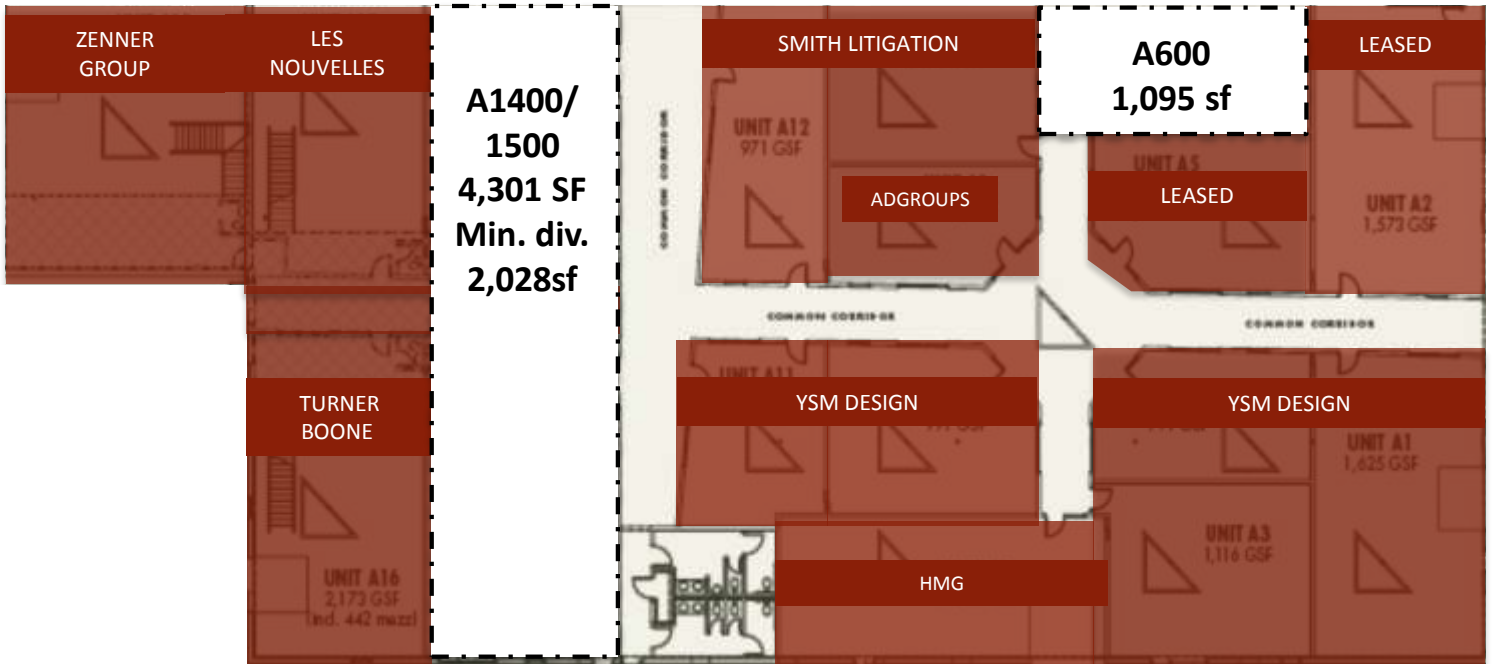 ZENNER
GROUP
LES
NOUVELLES
A1400/
1500
4,301 SF
Min. div.
2,028sf
COMMON CORRIDOR
SMITH LITIGATION
UNIT A12
971 GSF
ADGROUPS
A600
1,095 sf
UNIT A5
LEASED
LEASED
UNIT A2
1,573 GSF
COMMON CORRIDOR
COMMON CORRIDOR
TURNER
BOONE
UNIT A16
2,173 GSF
(ind. 442 mezz)
UNIT A11
YSM DESIGN
YSM DESIGN
UNIT A1
1,625 GSF
UNIT A3
1,116 GSF
HMG